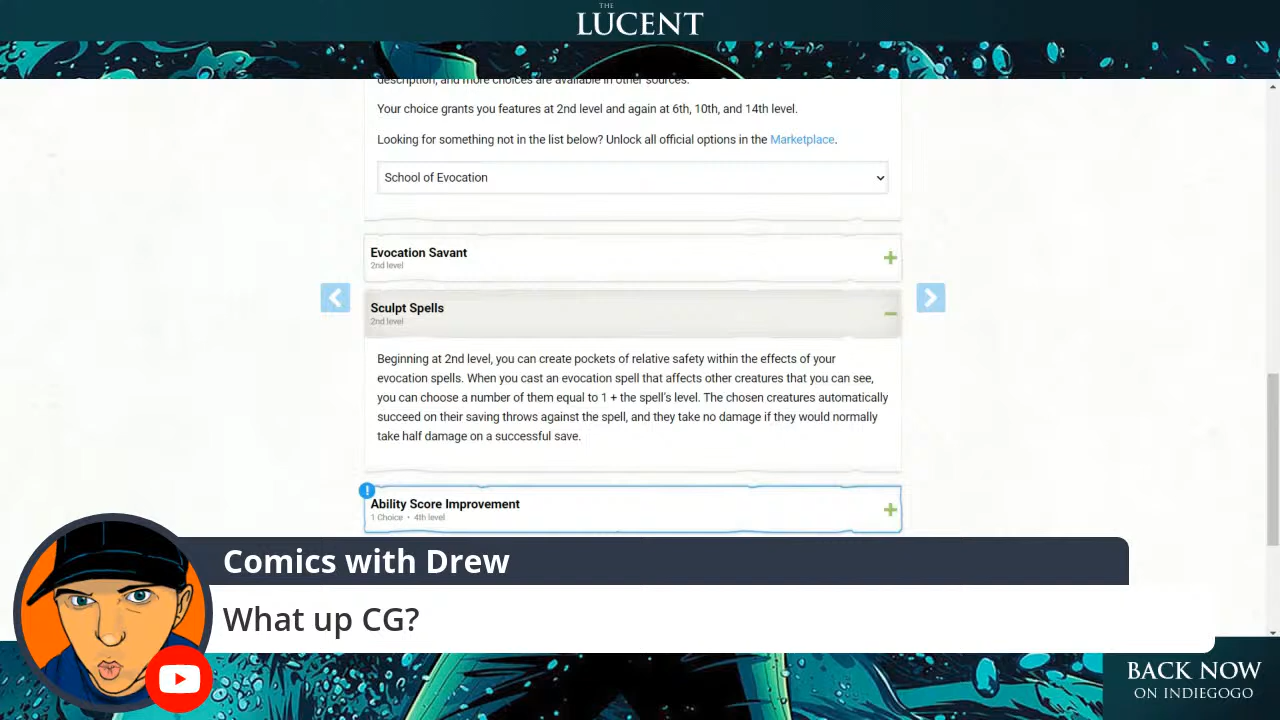 THE
LUCENT
description, and more choices are available in other sources.
Your choice grants you features at 2nd level and again at 6th, 10th, and 14th level.
Looking for something not in the list below? Unlock all official options in the Marketplace.
School of Evocation
Evocation Savant
2nd level
Sculpt Spells
2nd level
Beginning at 2nd level, you can create pockets of relative safety within the effects of your
evocation spells. When you cast an evocation spell that affects other creatures that you can see,
you can choose a number of them equal to 1 + the spell's level. The chosen creatures automatically
succeed on their saving throws against the spell, and they take no damage if they would normally
take half damage on a successful save.
!
Ability Score Improvement
1 Choice • 4th level
Comics with Drew
What up CG?
BACK NOW
ON INDIEGOGO